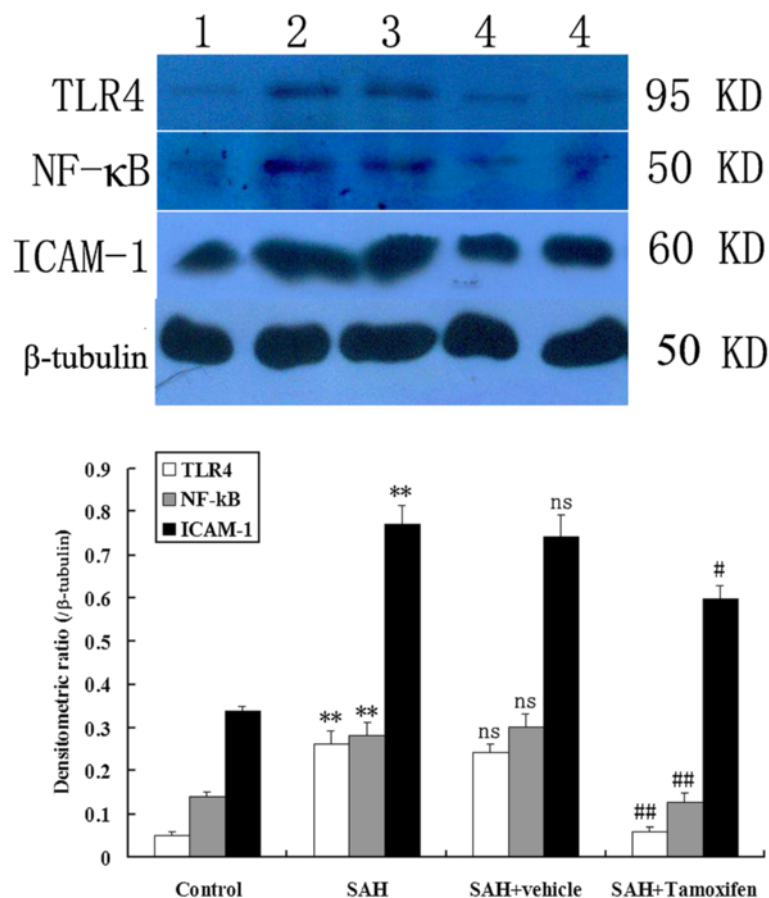 1 2 3 4 4
TLR4 95 KD
NF-κB 50 KD
ICAM-1 60 KD
β-tubulin 50 KD
Densitometric ratio (/β-tubulin)
0.9
0.8
0.7
0.6
0.5
0.4
0.3
0.2
0.1
0
TLR4
NF-kB
ICAM-1
** ** **
ns ns ns
## ## #
Control SAH SAH+vehicle SAH+Tamoxifen